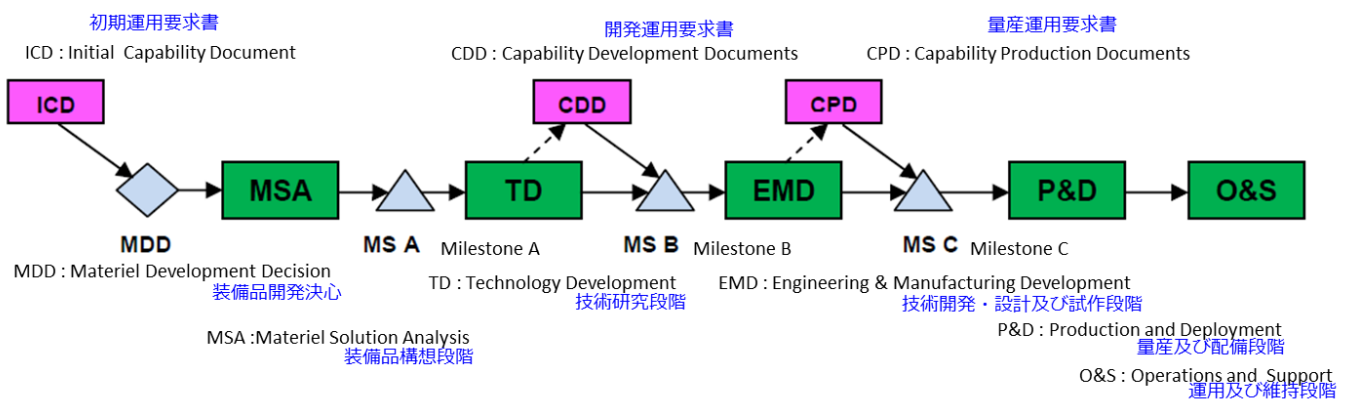 初期運用要求書
ICD : Initial Capability Document
開発運用要求書
CDD : Capability Development Documents
量産運用要求書
CPD : Capability Production Documents
ICD
CDD
CPD
MSA
TD
EMD
P&D
O&S
MDD
MS A
Milestone A
MS B
Milestone B
MS C
Milestone C
MDD : Materiel Development Decision
装備品開発決心
TD : Technology Development
技術研究段階
EMD : Engineering & Manufacturing Development
技術開発・設計及び試作段階
MSA :Materiel Solution Analysis
装備品構想段階
P&D : Production and Deployment
量産及び配備段階
O&S : Operations and Support
運用及び維持段階